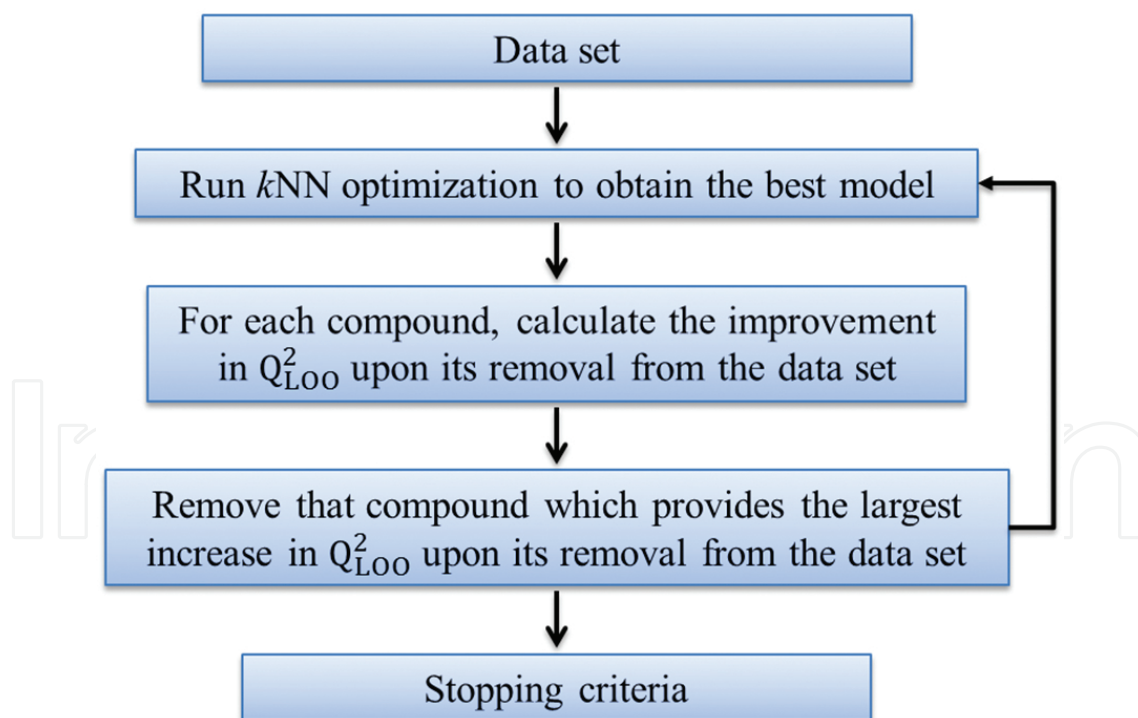 Data set
Run kNN optimization to obtain the best model
For each compound, calculate the improvement
in Q²LOO upon its removal from the data set
Remove that compound which provides the largest
increase in Q²LOO upon its removal from the data set
Stopping criteria